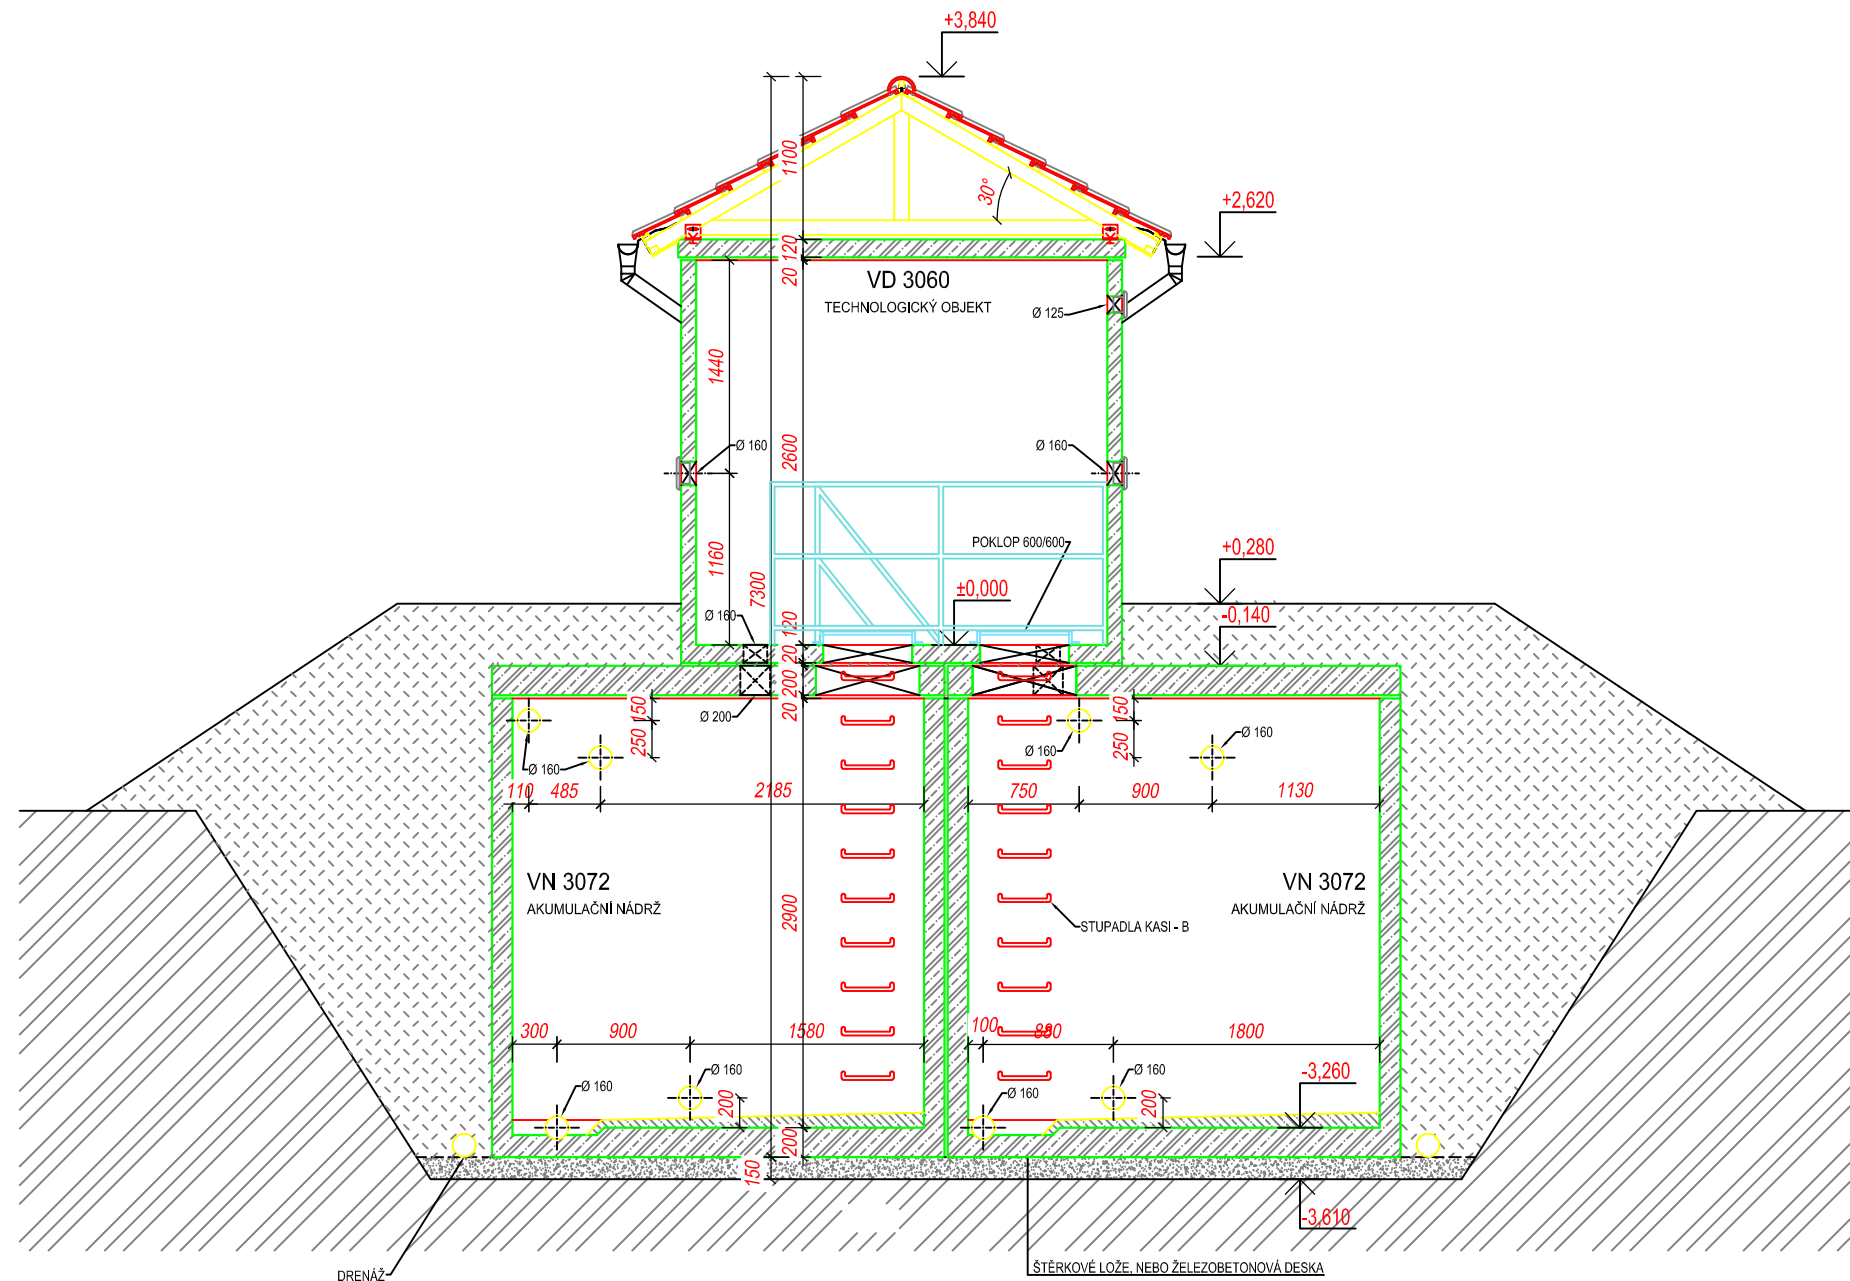 +3,840
1100
30°
+2,620
120
20
VD 3060
TECHNOLOGICKÝ OBJEKT
Ø 125
1440
2600
Ø 160
Ø 160
1160
7300
POKLOP 600/600
+0,280
±0,000
-0,140
Ø 160
120
20
200
20
Ø 200
150
250
Ø 160
110
485
2185
150
250
Ø 160
Ø 160
750
900
1130
VN 3072
AKUMULAČNÍ NÁDRŽ
2900
VN 3072
AKUMULAČNÍ NÁDRŽ
STUPADLA KASI - B
300
900
1580
100
880
1800
Ø 160
Ø 160
200
Ø 160
Ø 160
200
-3,260
200
150
-3,610
DRENÁŽ
ŠTĚRKOVÉ LOŽE, NEBO ŽELEZOBETONOVÁ DESKA